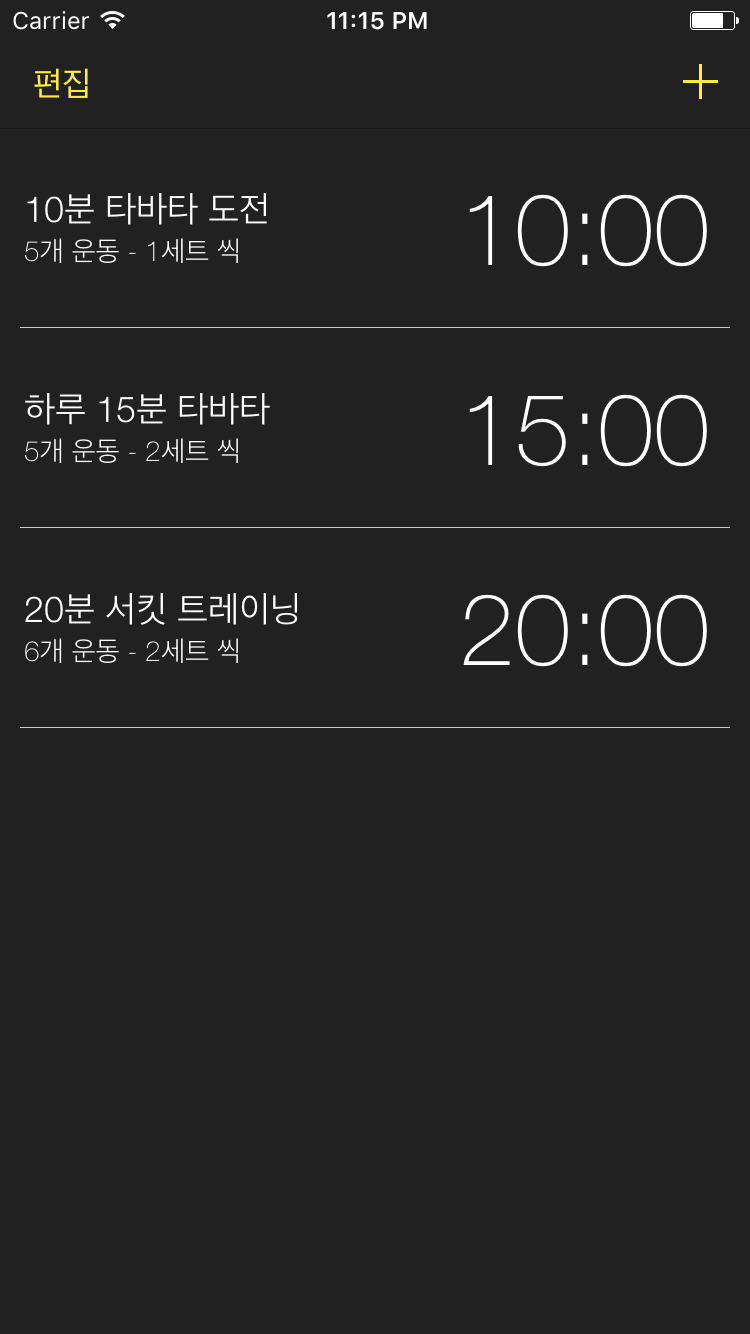 Carrier 11:15 PM
편집
10분 타바타 도전
5개 운동 - 1세트 씩
10:00
하루 15분 타바타
5개 운동 - 2세트 씩
15:00
20분 서킷 트레이닝
6개 운동 - 2세트 씩
20:00